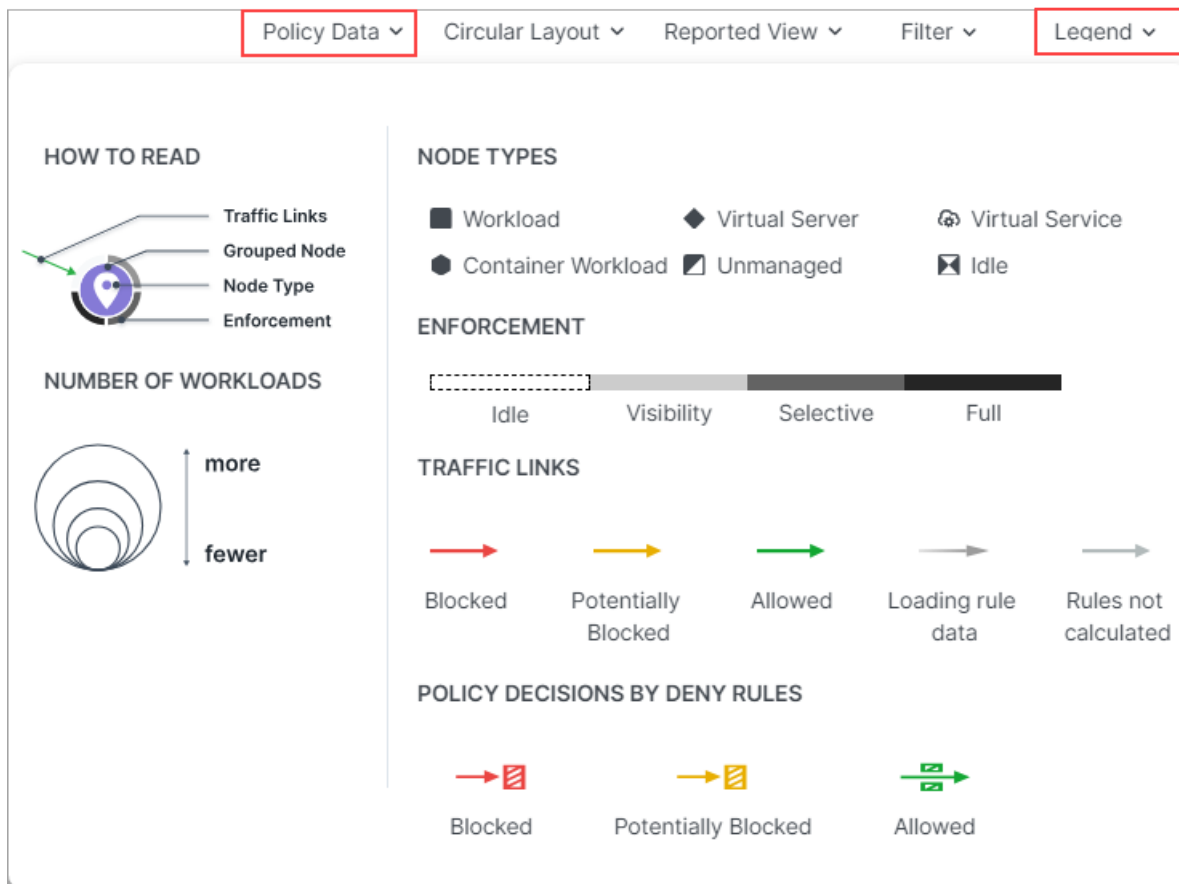 Policy Data
Circular Layout
Reported View
Filter
Legend
HOW TO READ
Traffic Links
Grouped Node
Node Type
Enforcement
NUMBER OF WORKLOADS
more
fewer
NODE TYPES
Workload
Virtual Server
Virtual Service
Container Workload
Unmanaged
Idle
ENFORCEMENT
Idle
Visibility
Selective
Full
TRAFFIC LINKS
Blocked
Potentially
Blocked
Allowed
Loading rule
data
Rules not
calculated
POLICY DECISIONS BY DENY RULES
Blocked
Potentially Blocked
Allowed